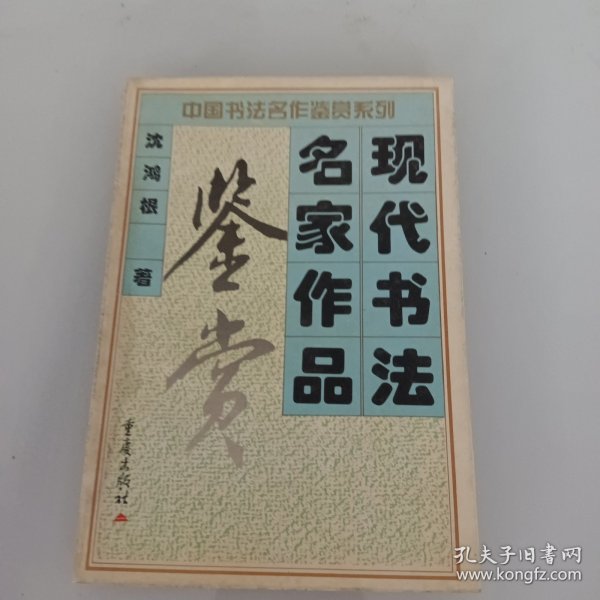 中国书法名作鉴赏系列
现代书法
名家作品
鉴赏
沈鸿根 著
重庆出版社
孔夫子旧书网
www.kongfz.com